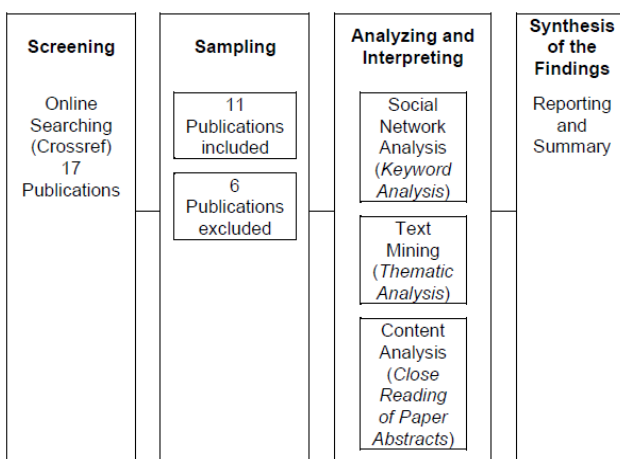 Screening
Online
Searching
(Crossref)
17
Publications
Sampling
11
Publications
included
6
Publications
excluded
Analyzing and
Interpreting
Social
Network
Analysis
(Keyword
Analysis)
Text
Mining
(Thematic
Analysis)
Content
Analysis
(Close
Reading
of Paper
Abstracts)
Synthesis
of the
Findings
Reporting
and
Summary